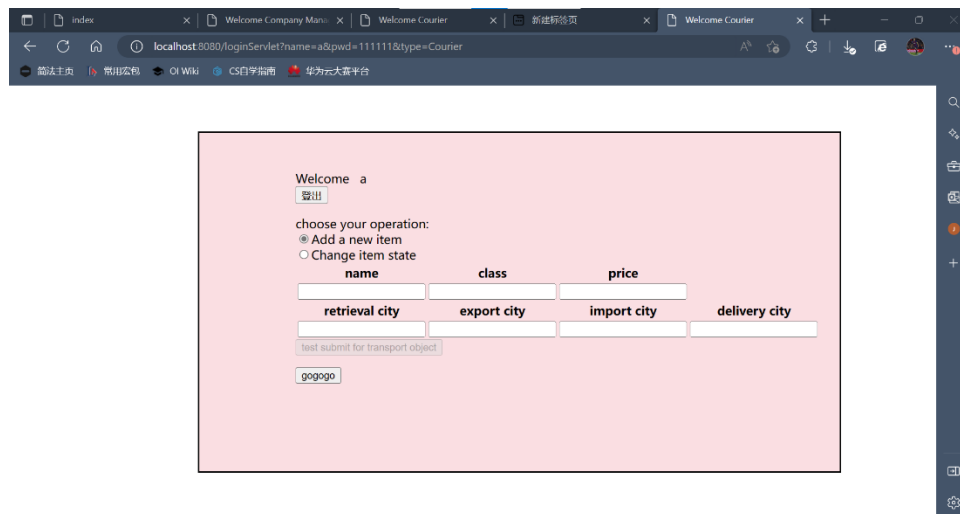 index
Welcome Company Mana
Welcome Courier
新建标签页
Welcome Courier
localhost:8080/loginServlet?name=a&pwd=111111&type=Courier
简法主页
常用宏包
OI Wiki
CS自学指南
华为云大赛平台
Welcome a
登出
choose your operation:
Add a new item
Change item state
name class price
retrieval city export city import city delivery city
test submit for transport object
gogogo